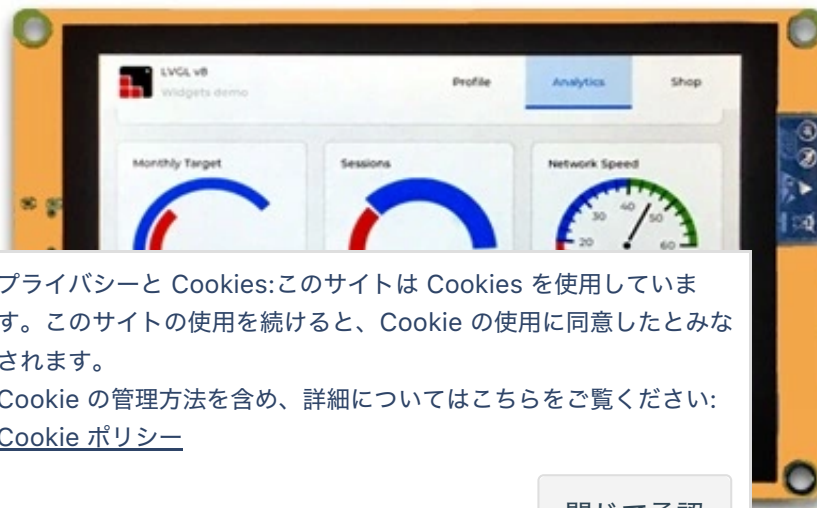 LVGL v8
Widgets demo
Profile
Analytics
Shop
Monthly Target
Sessions
Network Speed
20
30
40
50
60
プライバシーと Cookies:このサイトは Cookies を使用していま
す。このサイトの使用を続けると、Cookie の使用に同意したとみな
されます。
Cookie の管理方法を含め、詳細についてはこちらをご覧ください:
Cookie ポリシー
閉じて承認